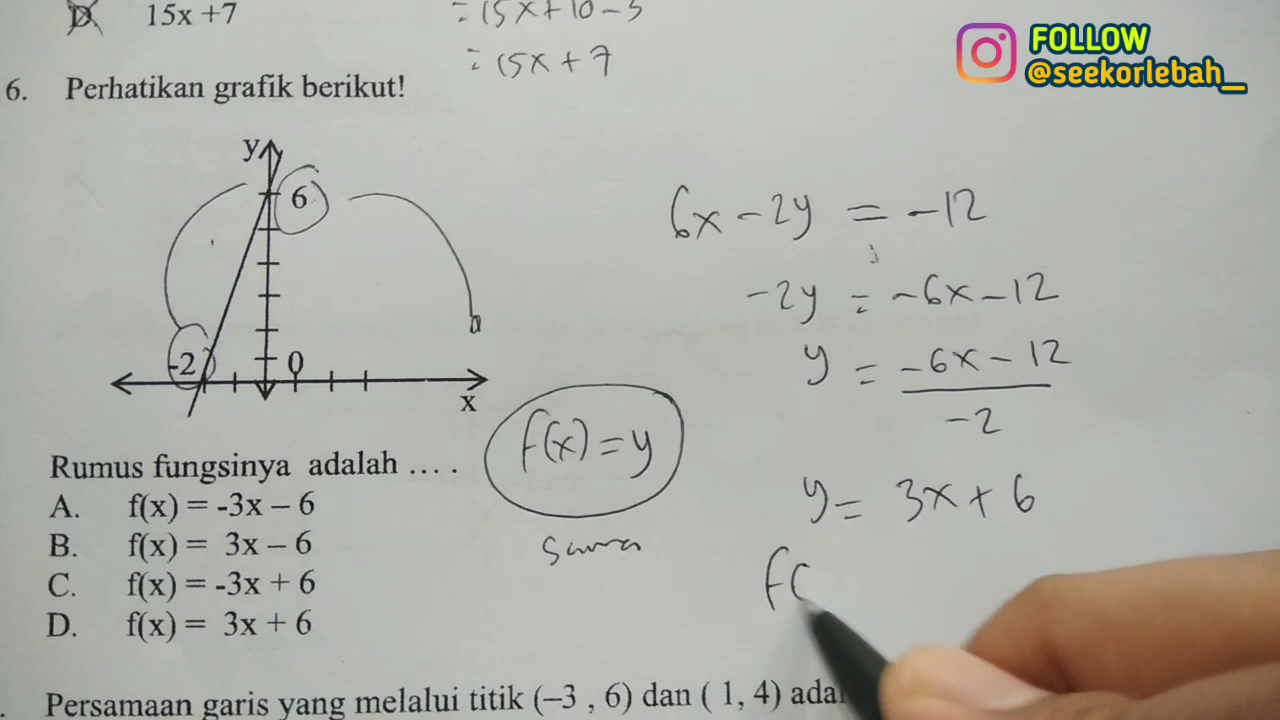 D. 15x +7
= 15x + 10 - 3
= 15x + 7
FOLLOW
@seekorlebah_
6. Perhatikan grafik berikut!
y
6
-2
0
x
6x - 2y = -12
-2y = -6x - 12
y = -6x - 12
-2
y = 3x + 6
f(
f(x) = y
sama
Rumus fungsinya adalah ... .
A. f(x) = -3x – 6
B. f(x) = 3x – 6
C. f(x) = -3x + 6
D. f(x) = 3x + 6
Persamaan garis yang melalui titik (–3 , 6) dan ( 1, 4)